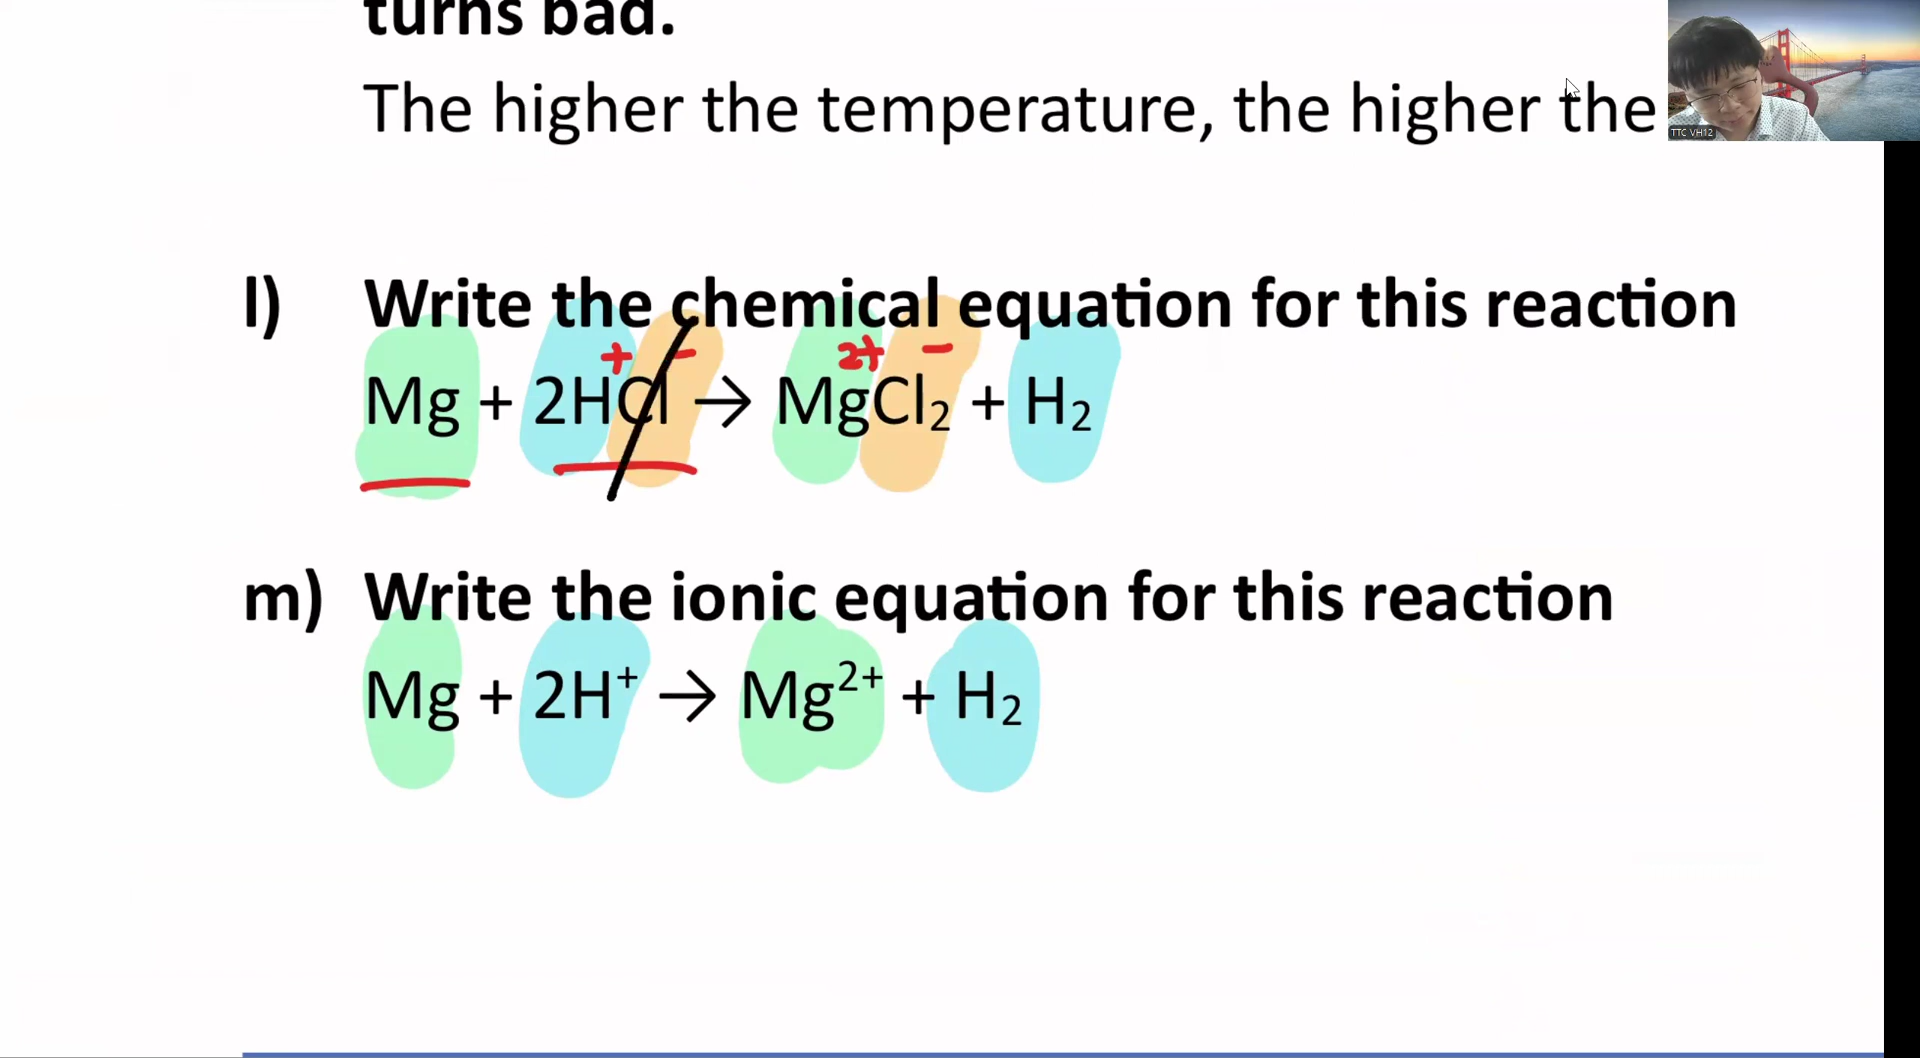 turns bad.
The higher the temperature, the higher the
TTC VH12
l) Write the chemical equation for this reaction
+ − 2+ −
Mg + 2HCl → MgCl₂ + H₂
m) Write the ionic equation for this reaction
Mg + 2H⁺ → Mg²⁺ + H₂